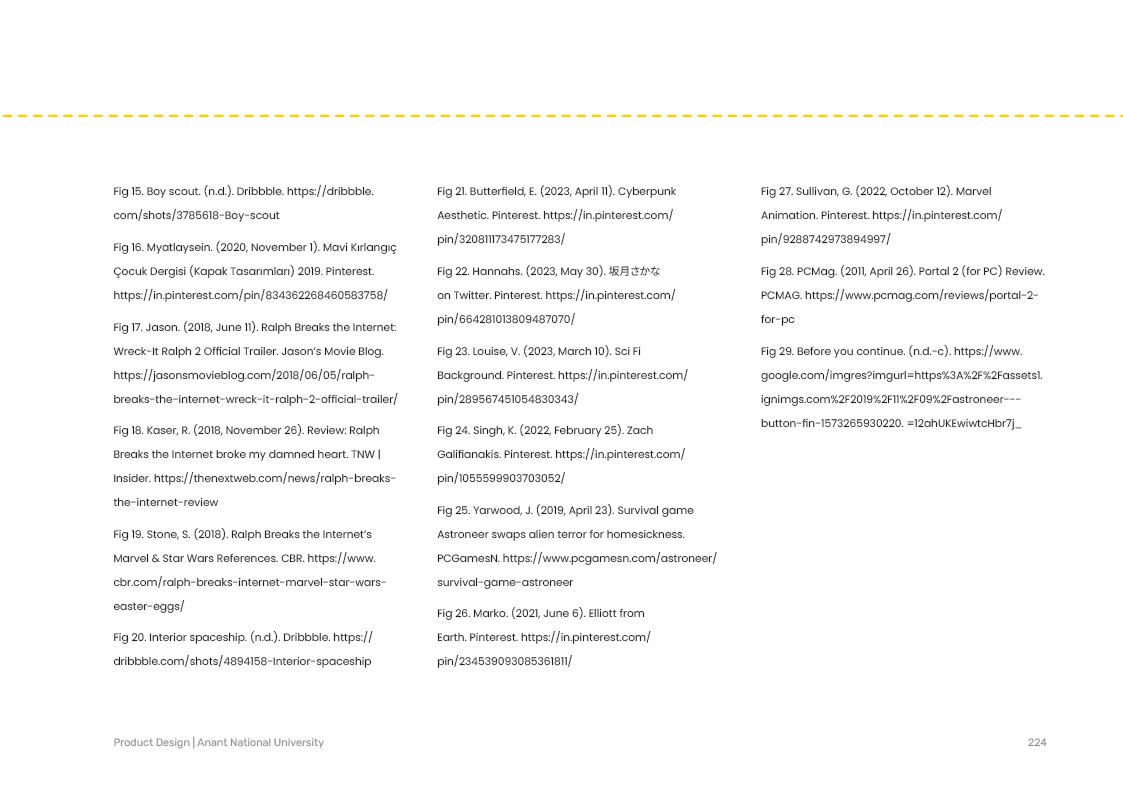 Fig 15. Boy scout. (n.d.). Dribbble. https://dribbble.
com/shots/3785618-Boy-scout
Fig 16. Myatlaysein. (2020, November 1). Mavi Kırlangıç
Çocuk Dergisi (Kapak Tasarımları) 2019. Pinterest.
https://in.pinterest.com/pin/834362268460583758/
Fig 17. Jason. (2018, June 11). Ralph Breaks the Internet:
Wreck-It Ralph 2 Official Trailer. Jason's Movie Blog.
https://jasonsmovieblog.com/2018/06/05/ralph-
breaks-the-internet-wreck-it-ralph-2-official-trailer/
Fig 18. Kaser, R. (2018, November 26). Review: Ralph
Breaks the Internet broke my damned heart. TNW |
Insider. https://thenextweb.com/news/ralph-breaks-
the-internet-review
Fig 19. Stone, S. (2018). Ralph Breaks the Internet's
Marvel & Star Wars References. CBR. https://www.
cbr.com/ralph-breaks-internet-marvel-star-wars-
easter-eggs/
Fig 20. Interior spaceship. (n.d.). Dribbble. https://
dribbble.com/shots/4894158-Interior-spaceship
Fig 21. Butterfield, E. (2023, April 11). Cyberpunk
Aesthetic. Pinterest. https://in.pinterest.com/
pin/320811173475177283/
Fig 22. Hannahs. (2023, May 30). 坂月さかな
on Twitter. Pinterest. https://in.pinterest.com/
pin/664281013809487070/
Fig 23. Louise, V. (2023, March 10). Sci Fi
Background. Pinterest. https://in.pinterest.com/
pin/289567451054830343/
Fig 24. Singh, K. (2022, February 25). Zach
Galifianakis. Pinterest. https://in.pinterest.com/
pin/1055599903703052/
Fig 25. Yarwood, J. (2019, April 23). Survival game
Astroneer swaps alien terror for homesickness.
PCGamesN. https://www.pcgamesn.com/astroneer/
survival-game-astroneer
Fig 26. Marko. (2021, June 6). Elliott from
Earth. Pinterest. https://in.pinterest.com/
pin/234539093085361811/
Fig 27. Sullivan, G. (2022, October 12). Marvel
Animation. Pinterest. https://in.pinterest.com/
pin/9288742973894997/
Fig 28. PCMag. (2011, April 26). Portal 2 (for PC) Review.
PCMAG. https://www.pcmag.com/reviews/portal-2-
for-pc
Fig 29. Before you continue. (n.d.-c). https://www.
google.com/imgres?imgurl=https%3A%2F%2Fassets1.
ignimgs.com%2F2019%2F11%2F09%2Fastroneer---
button-fin-1573265930220. =12ahUKEwiwtcHbr7j_
Product Design | Anant National University
224